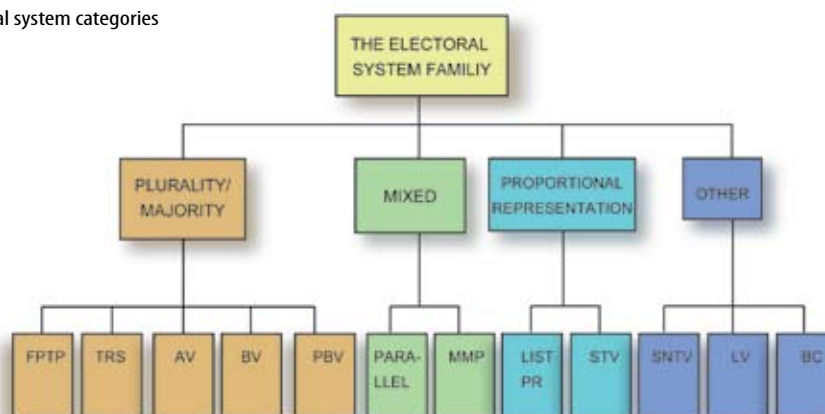 al system categories
THE ELECTORAL
SYSTEM FAMILIY
PLURALITY/
MAJORITY
MIXED
PROPORTIONAL
REPRESENTATION
OTHER
FPTP
TRS
AV
BV
PBV
PARA-
LLEL
MMP
LIST
PR
STV
SNTV
LV
BC